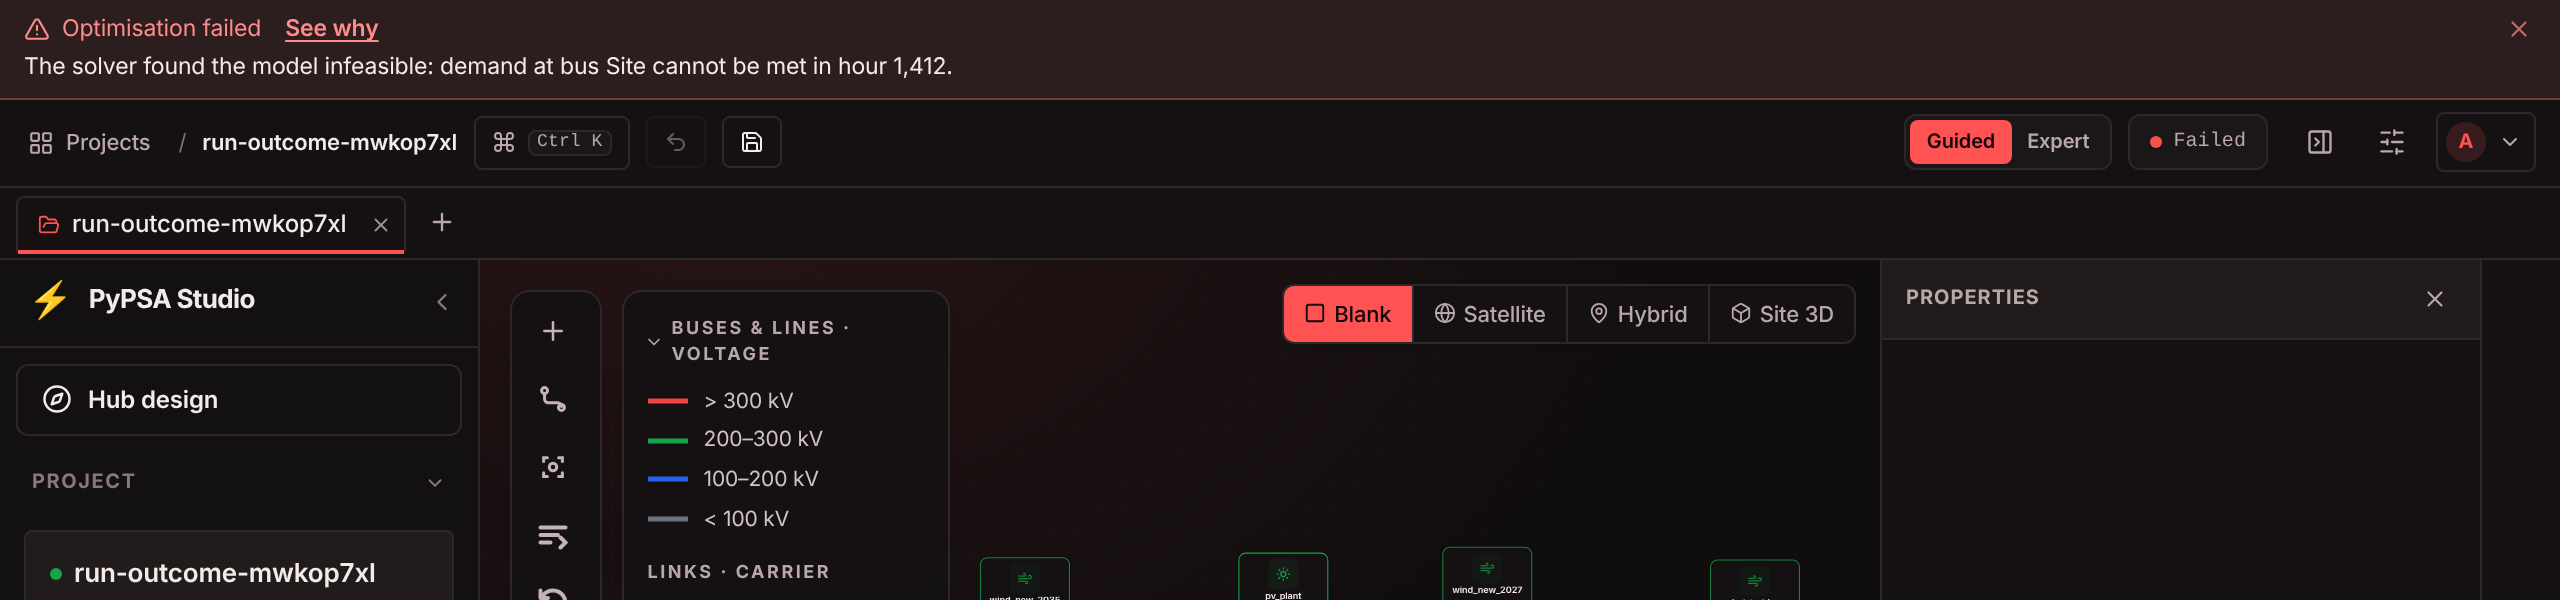 Optimisation failed See why
The solver found the model infeasible: demand at bus Site cannot be met in hour 1,412.
Projects / run-outcome-mwkop7xl Ctrl K Guided Expert Failed A
run-outcome-mwkop7xl
PyPSA Studio
Hub design
PROJECT
run-outcome-mwkop7xl
BUSES & LINES ·
VOLTAGE
> 300 kV
200–300 kV
100–200 kV
< 100 kV
LINKS · CARRIER
Blank Satellite Hybrid Site 3D
PROPERTIES
pv_plant
wind_new_2027